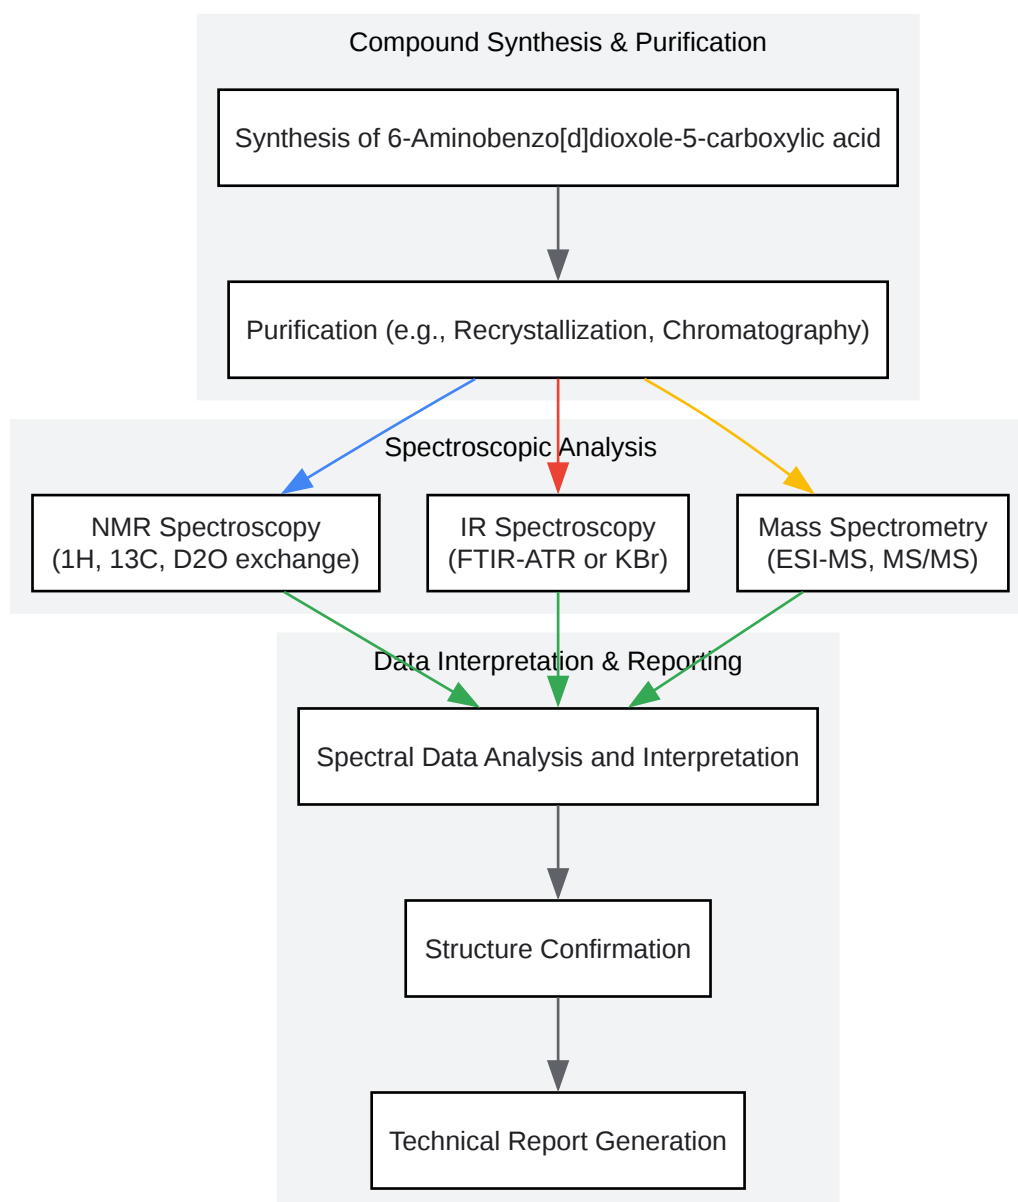 Compound Synthesis & Purification
Synthesis of 6-Aminobenzo[d]dioxole-5-carboxylic acid
Purification (e.g., Recrystallization, Chromatography)
Spectroscopic Analysis
NMR Spectroscopy
(1H, 13C, D2O exchange)
IR Spectroscopy
(FTIR-ATR or KBr)
Mass Spectrometry
(ESI-MS, MS/MS)
Data Interpretation & Reporting
Spectral Data Analysis and Interpretation
Structure Confirmation
Technical Report Generation